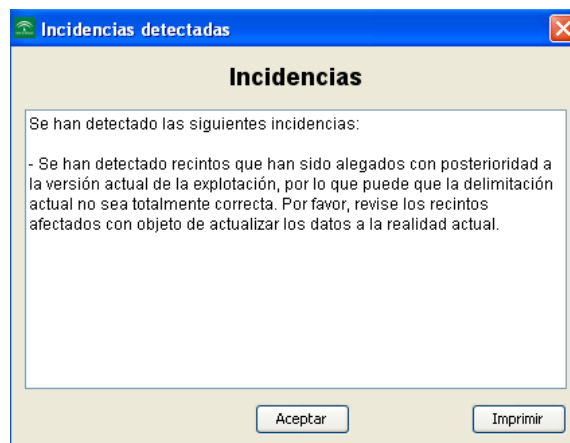 Incidencias detectadas
Incidencias
Se han detectado las siguientes incidencias:
- Se han detectado recintos que han sido alegados con posterioridad a
la versión actual de la explotación, por lo que puede que la delimitación
actual no sea totalmente correcta. Por favor, revise los recintos
afectados con objeto de actualizar los datos a la realidad actual.
Aceptar
Imprimir